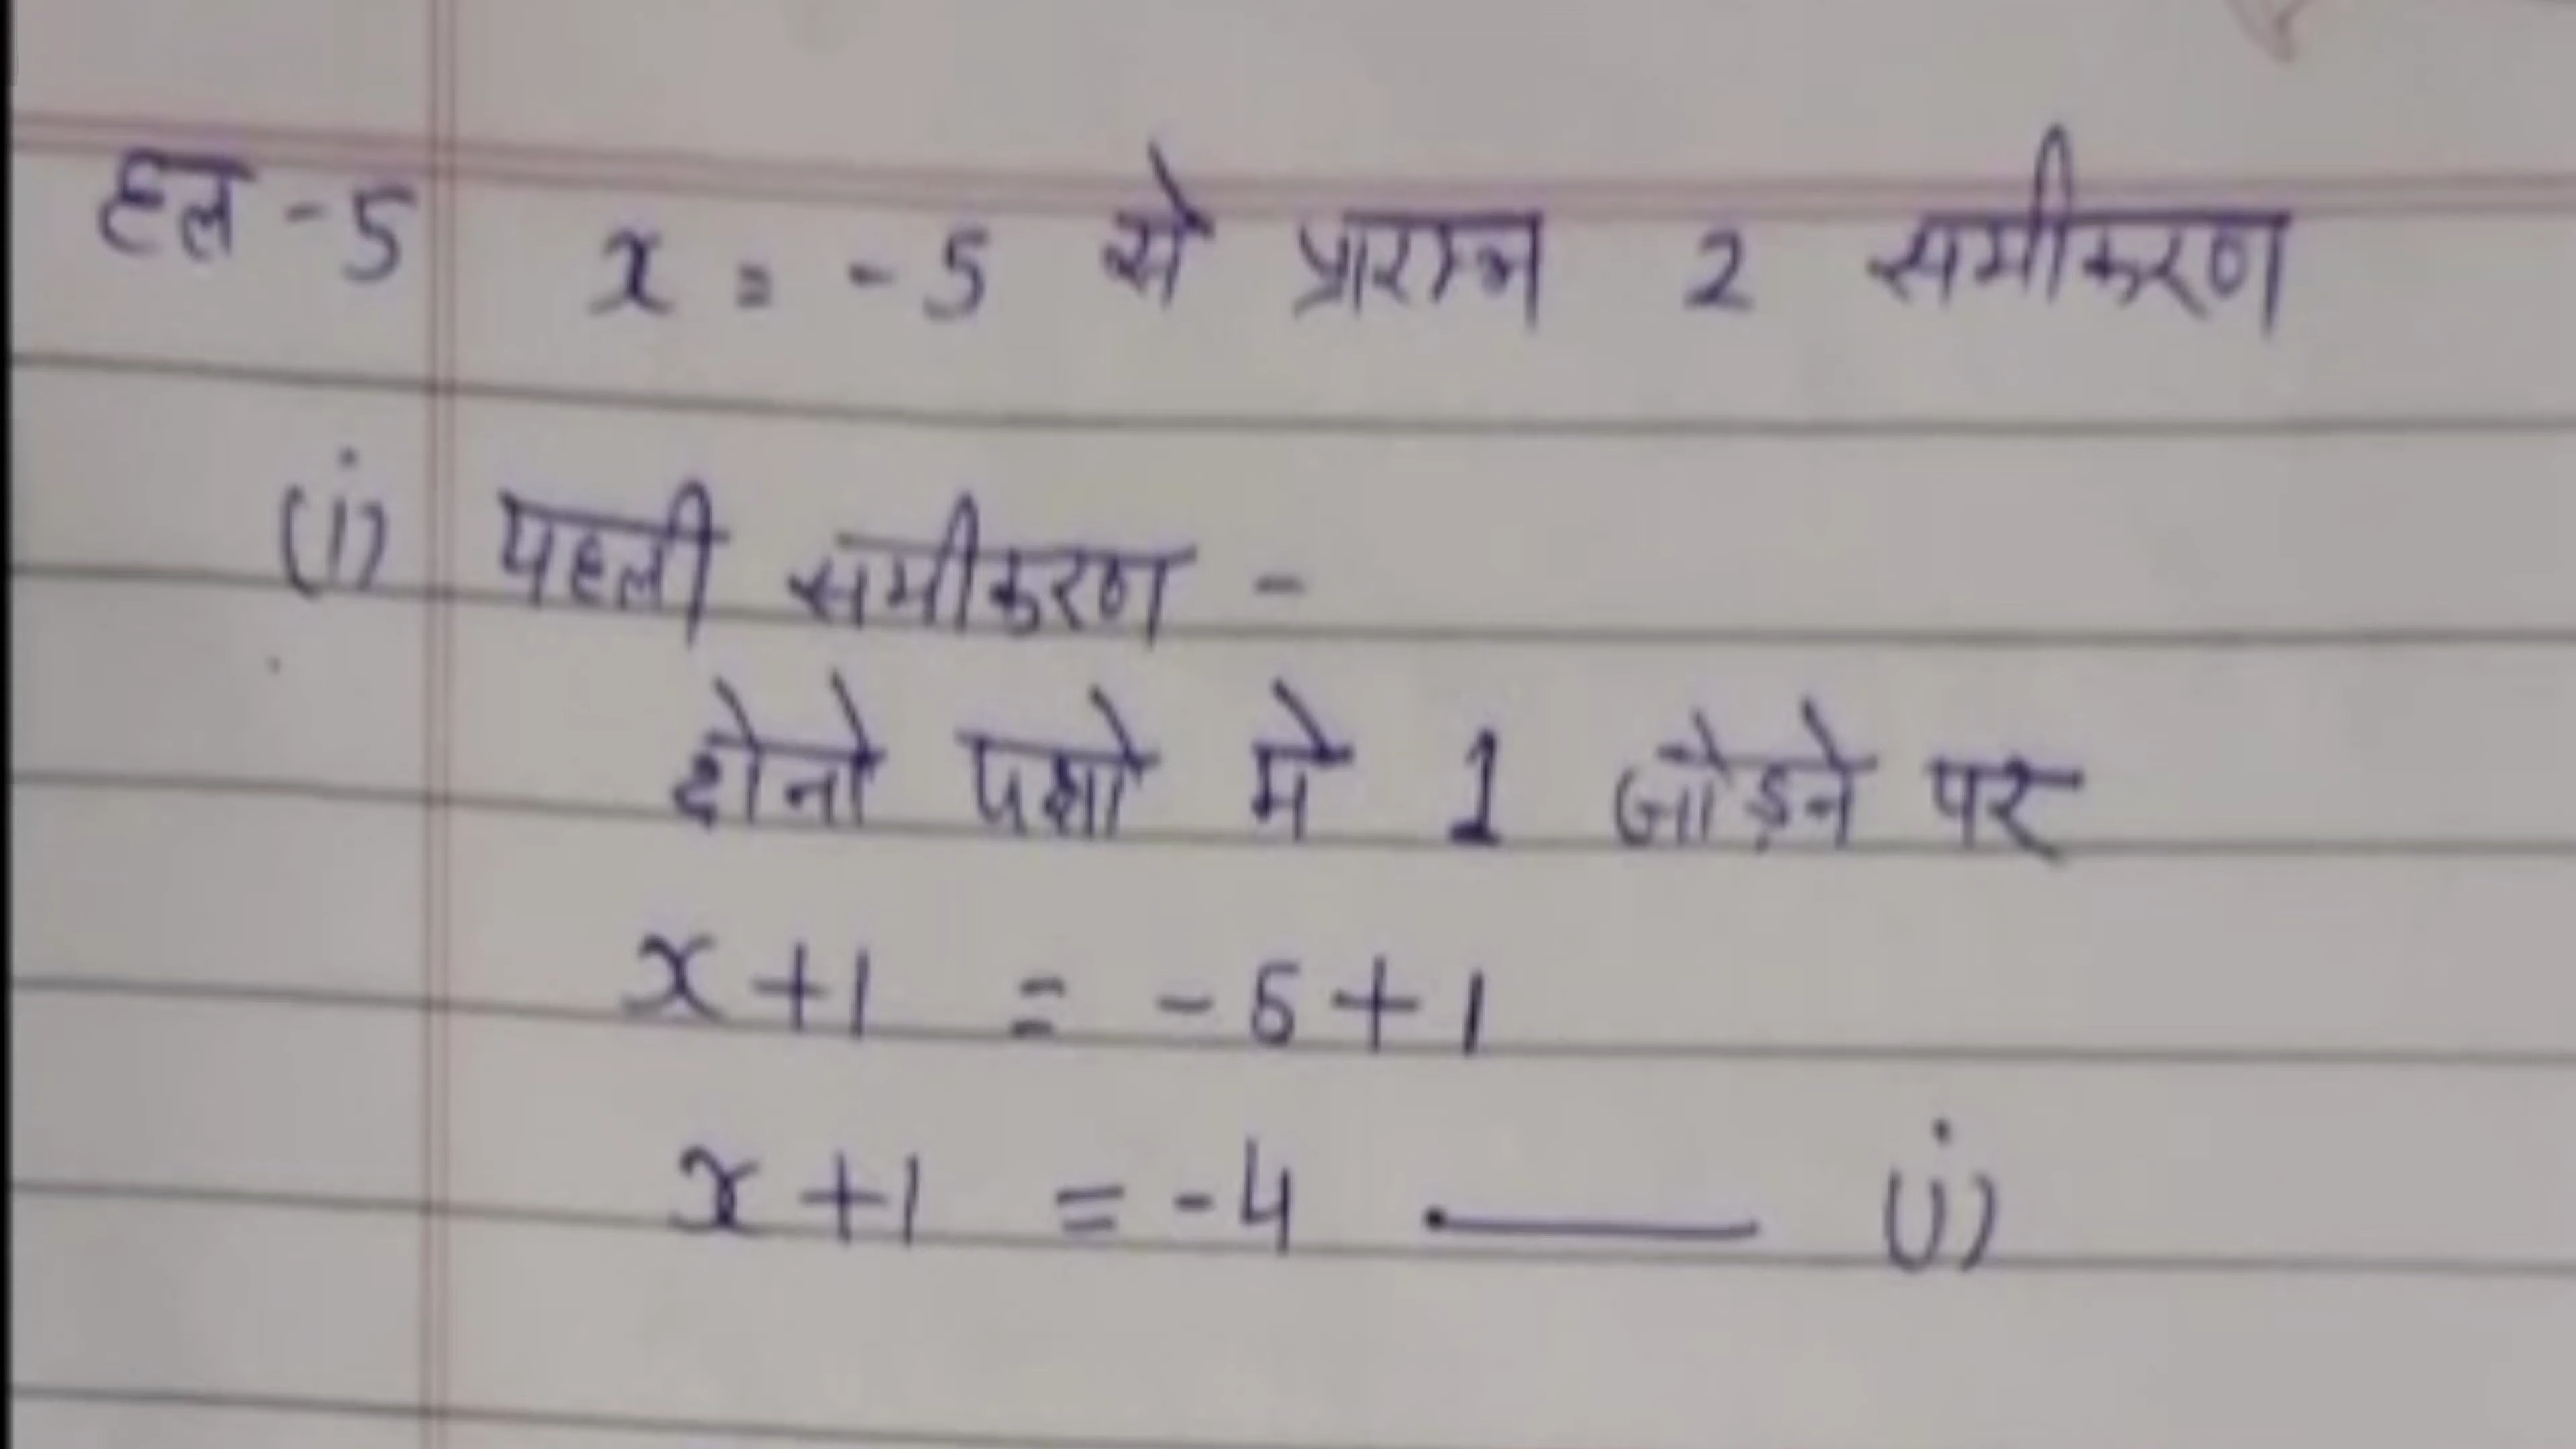 हल - 5 x = - 5 से प्रारम्भ 2 समीकरण
(i) पहली समीकरण -
दोनो पक्षो मे 1 जोड़ने पर
x + 1 = - 5 + 1
x + 1 = - 4 —— (i)